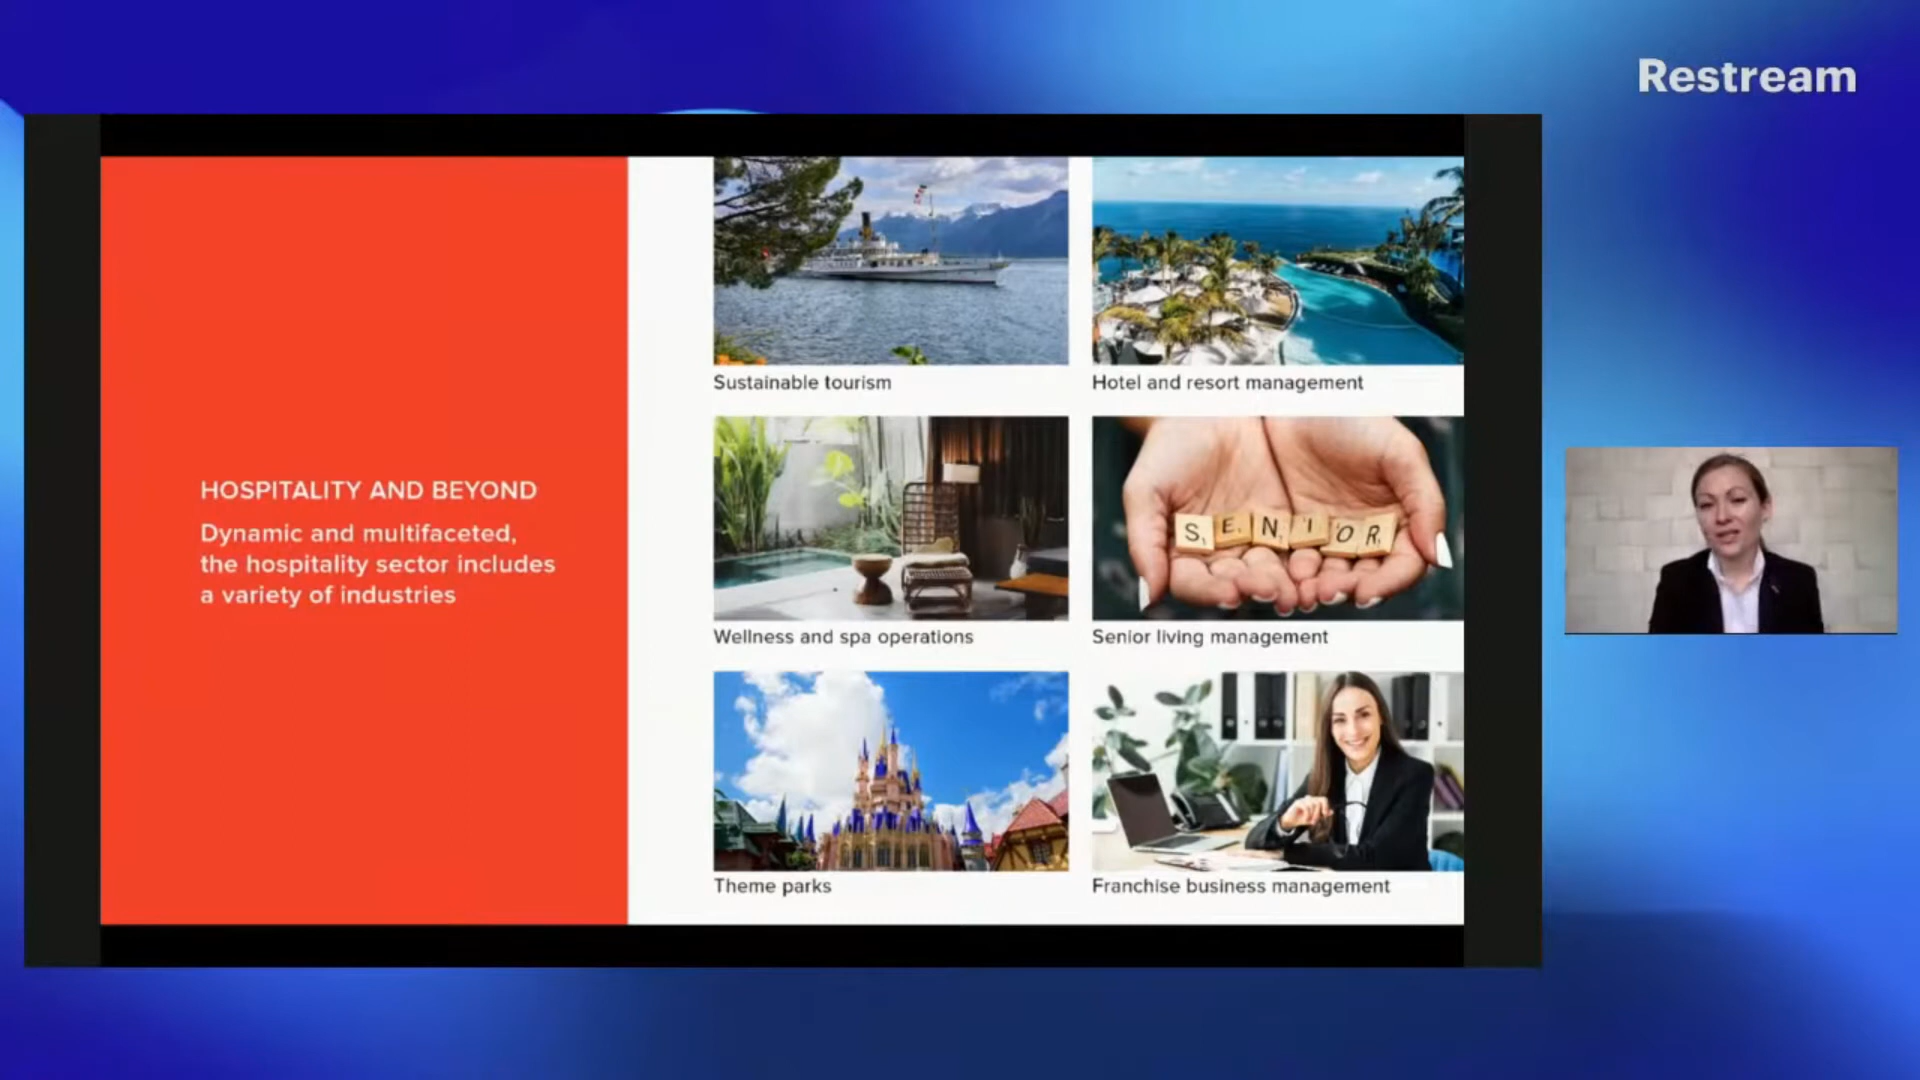 Restream
HOSPITALITY AND BEYOND
Dynamic and multifaceted,
the hospitality sector includes
a variety of industries
Sustainable tourism
Hotel and resort management
SENIOR
Wellness and spa operations
Senior living management
Theme parks
Franchise business management